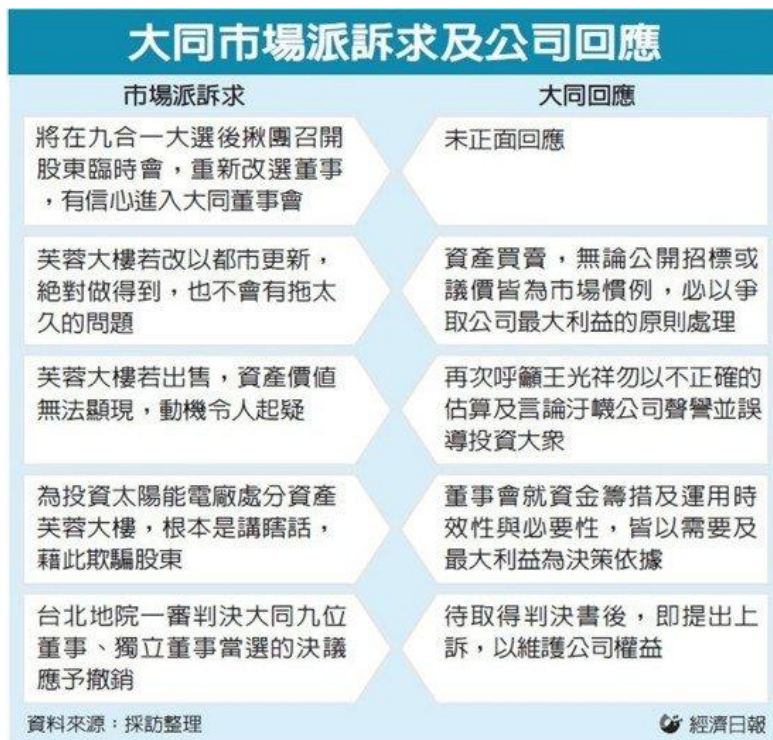 大同市場派訴求及公司回應
市場派訴求
大同回應
將在九合一大選後揪團召開
股東臨時會，重新改選董事
，有信心進入大同董事會
未正面回應
芙蓉大樓若改以都市更新，
絕對做得到，也不會有拖太
久的問題
資產買賣，無論公開招標或
議價皆為市場慣例，必以爭
取公司最大利益的原則處理
芙蓉大樓若出售，資產價值
無法顯現，動機令人起疑
再次呼籲王光祥勿以不正確的
估算及言論汙衊公司聲譽並誤
導投資大眾
為投資太陽能電廠處分資產
芙蓉大樓，根本是講瞎話，
藉此欺騙股東
董事會就資金籌措及運用時
效性與必要性，皆以需要及
最大利益為決策依據
台北地院一審判決大同九位
董事、獨立董事當選的決議
應予撤銷
待取得判決書後，即提出上
訴，以維護公司權益
資料來源：採訪整理
經濟日報